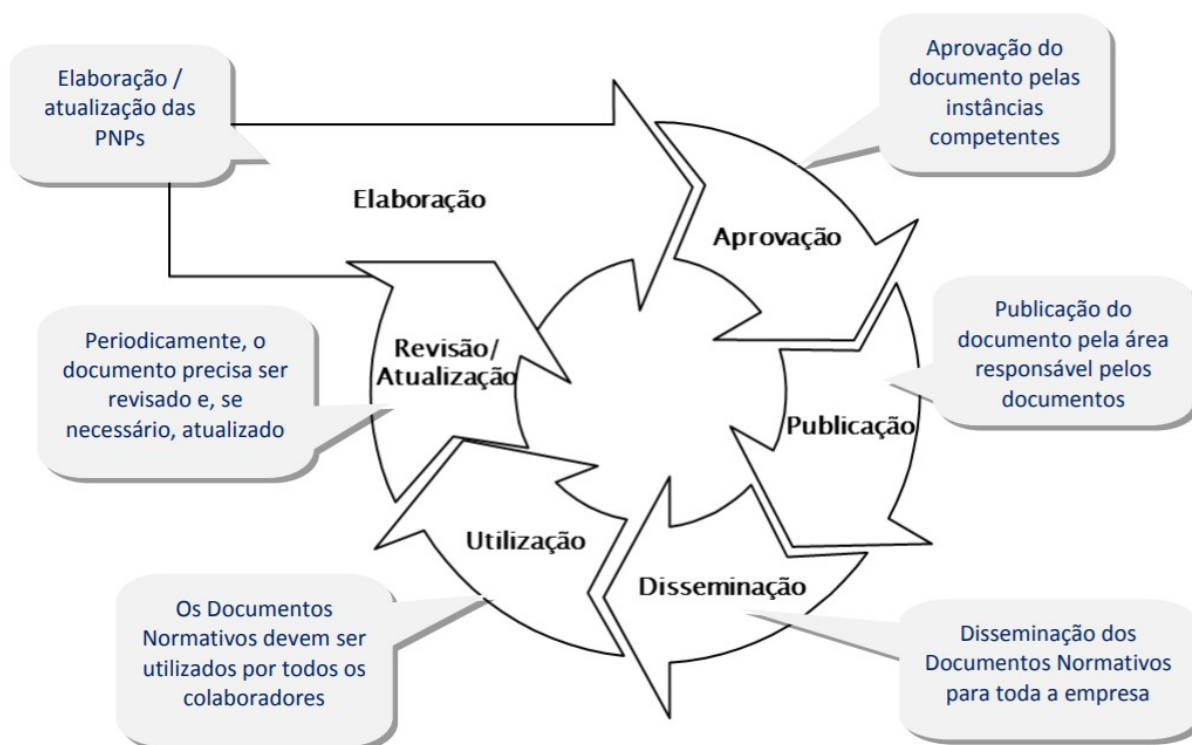 Elaboração /
atualização das
PNPs
Aprovação do
documento pelas
instâncias
competentes
Elaboração
Aprovação
Publicação do
documento pela área
responsável pelos
documentos
Periodicamente, o
documento precisa ser
revisado e, se
necessário, atualizado
Revisão/
Atualização
Publicação
Utilização
Disseminação
Os Documentos
Normativos devem ser
utilizados por todos os
colaboradores
Disseminação dos
Documentos Normativos
para toda a empresa